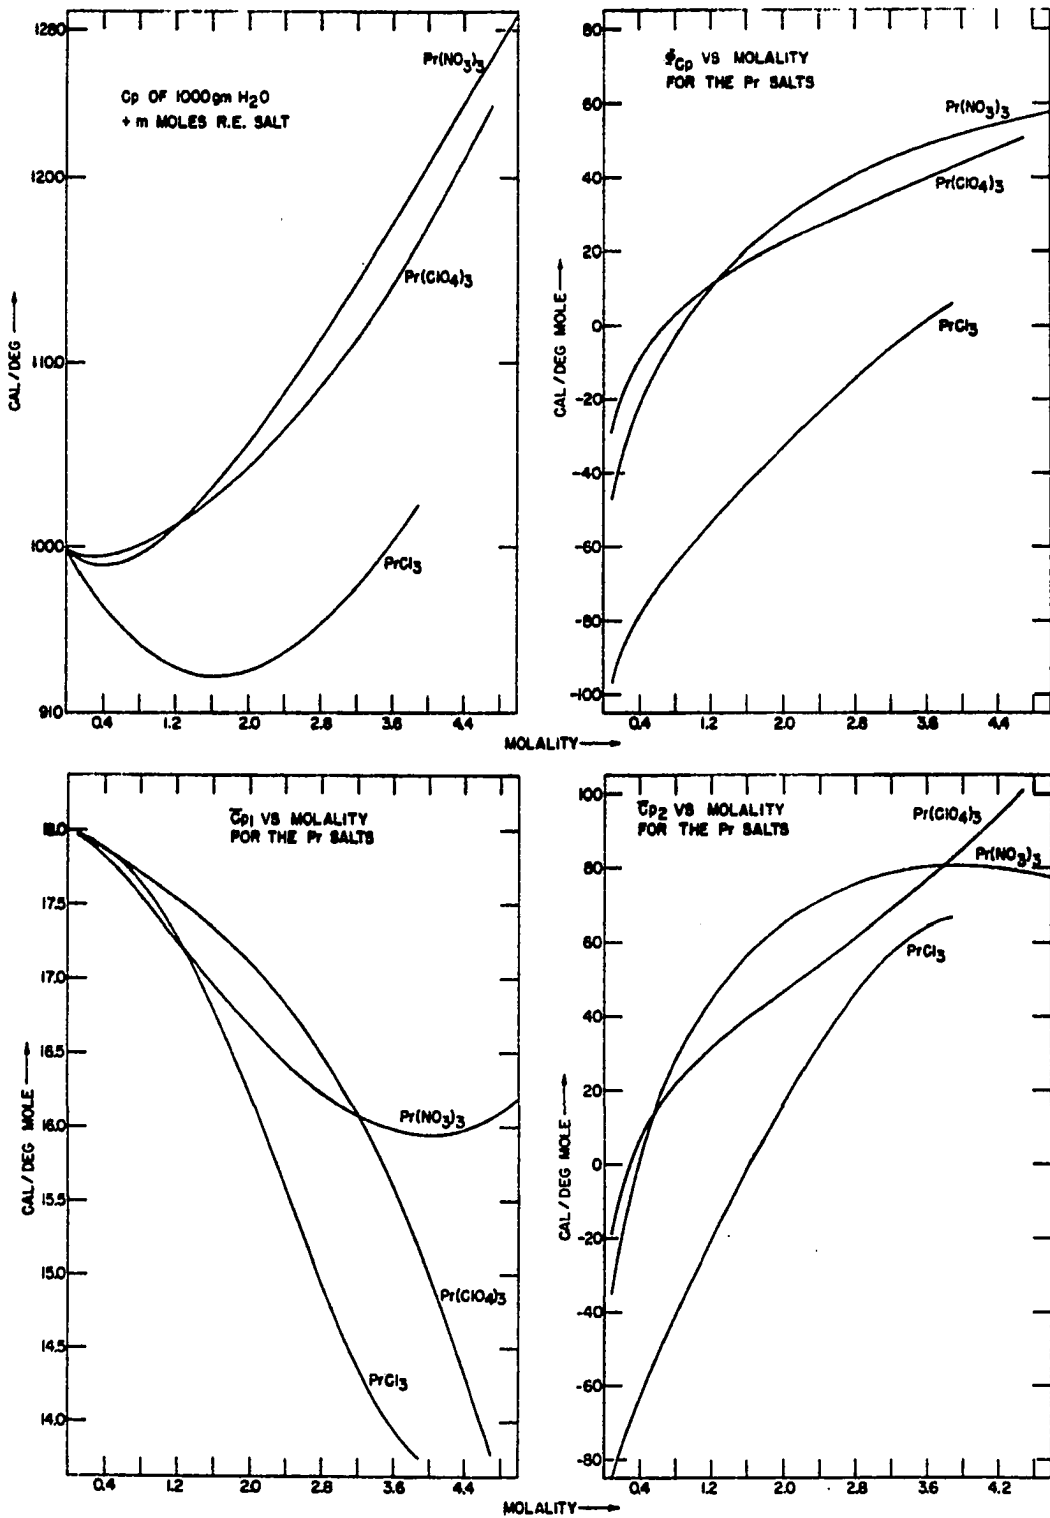 1280
1200
1100
1000
910
CAL/DEG
Cp OF 1000gm H2O
+ m MOLES R.E. SALT
Pr(NO3)3
Pr(ClO4)3
PrCl3
0.4 1.2 2.0 2.8 3.6 4.4
80
60
40
20
0
-20
-40
-60
-80
-100
CAL/DEG MOLE
ΦCp VS MOLALITY
FOR THE Pr SALTS
Pr(NO3)3
Pr(ClO4)3
PrCl3
0.4 1.2 2.0 2.8 3.6 4.4
MOLALITY
18.0
17.5
17.0
16.5
16.0
15.5
15.0
14.5
14.0
CAL/DEG MOLE
C̅p1 VS MOLALITY
FOR THE Pr SALTS
Pr(NO3)3
Pr(ClO4)3
PrCl3
0.4 1.2 2.0 2.8 3.6 4.4
100
80
60
40
20
0
-20
-40
-60
-80
CAL/DEG MOLE
C̅p2 VS MOLALITY
FOR THE Pr SALTS
Pr(ClO4)3
Pr(NO3)3
PrCl3
0.4 1.2 2.0 2.8 3.6 4.2
MOLALITY